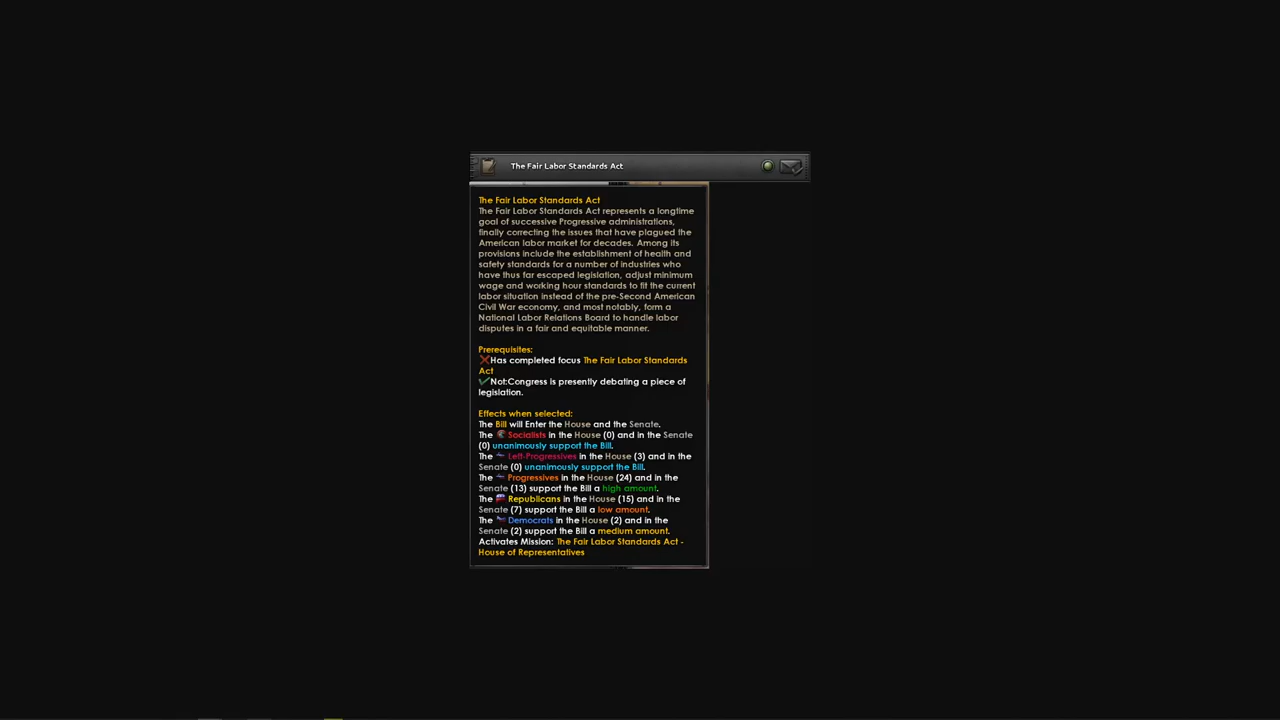 The Fair Labor Standards Act
The Fair Labor Standards Act
The Fair Labor Standards Act represents a longtime
goal of successive Progressive administrations,
finally correcting the issues that have plagued the
American labor market for decades. Among its
provisions include the establishment of health and
safety standards for a number of industries who
have thus far escaped legislation, adjust minimum
wage and working hour standards to fit the current
labor situation instead of the pre-Second American
Civil War economy, and most notably, form a
National Labor Relations Board to handle labor
disputes in a fair and equitable manner.
Prerequisites:
Has completed focus The Fair Labor Standards
Act
Not:Congress is presently debating a piece of
legislation.
Effects when selected:
The Bill will Enter the House and the Senate.
The Socialists in the House (0) and in the Senate
(0) unanimously support the Bill.
The Left-Progressives in the House (3) and in the
Senate (0) unanimously support the Bill.
The Progressives in the House (24) and in the
Senate (13) support the Bill a high amount.
The Republicans in the House (15) and in the
Senate (7) support the Bill a low amount.
The Democrats in the House (2) and in the
Senate (2) support the Bill a medium amount.
Activates Mission: The Fair Labor Standards Act -
House of Representatives